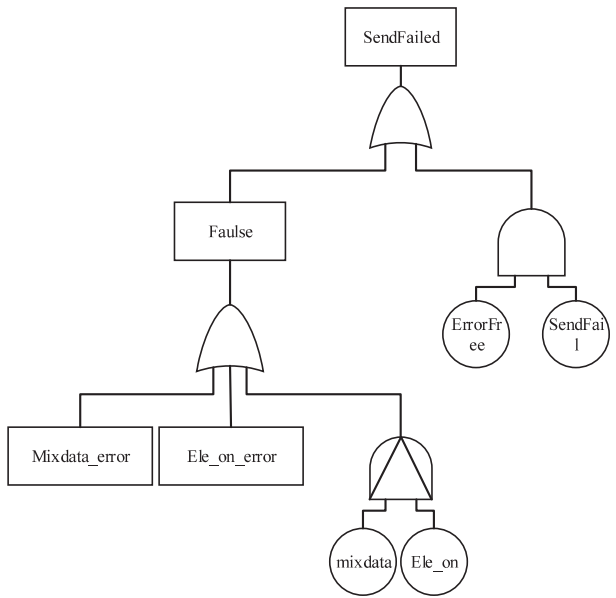 SendFailed
Faulse
ErrorFr
ee
SendFai
l
Mixdata_error
Ele_on_error
mixdata
Ele_on